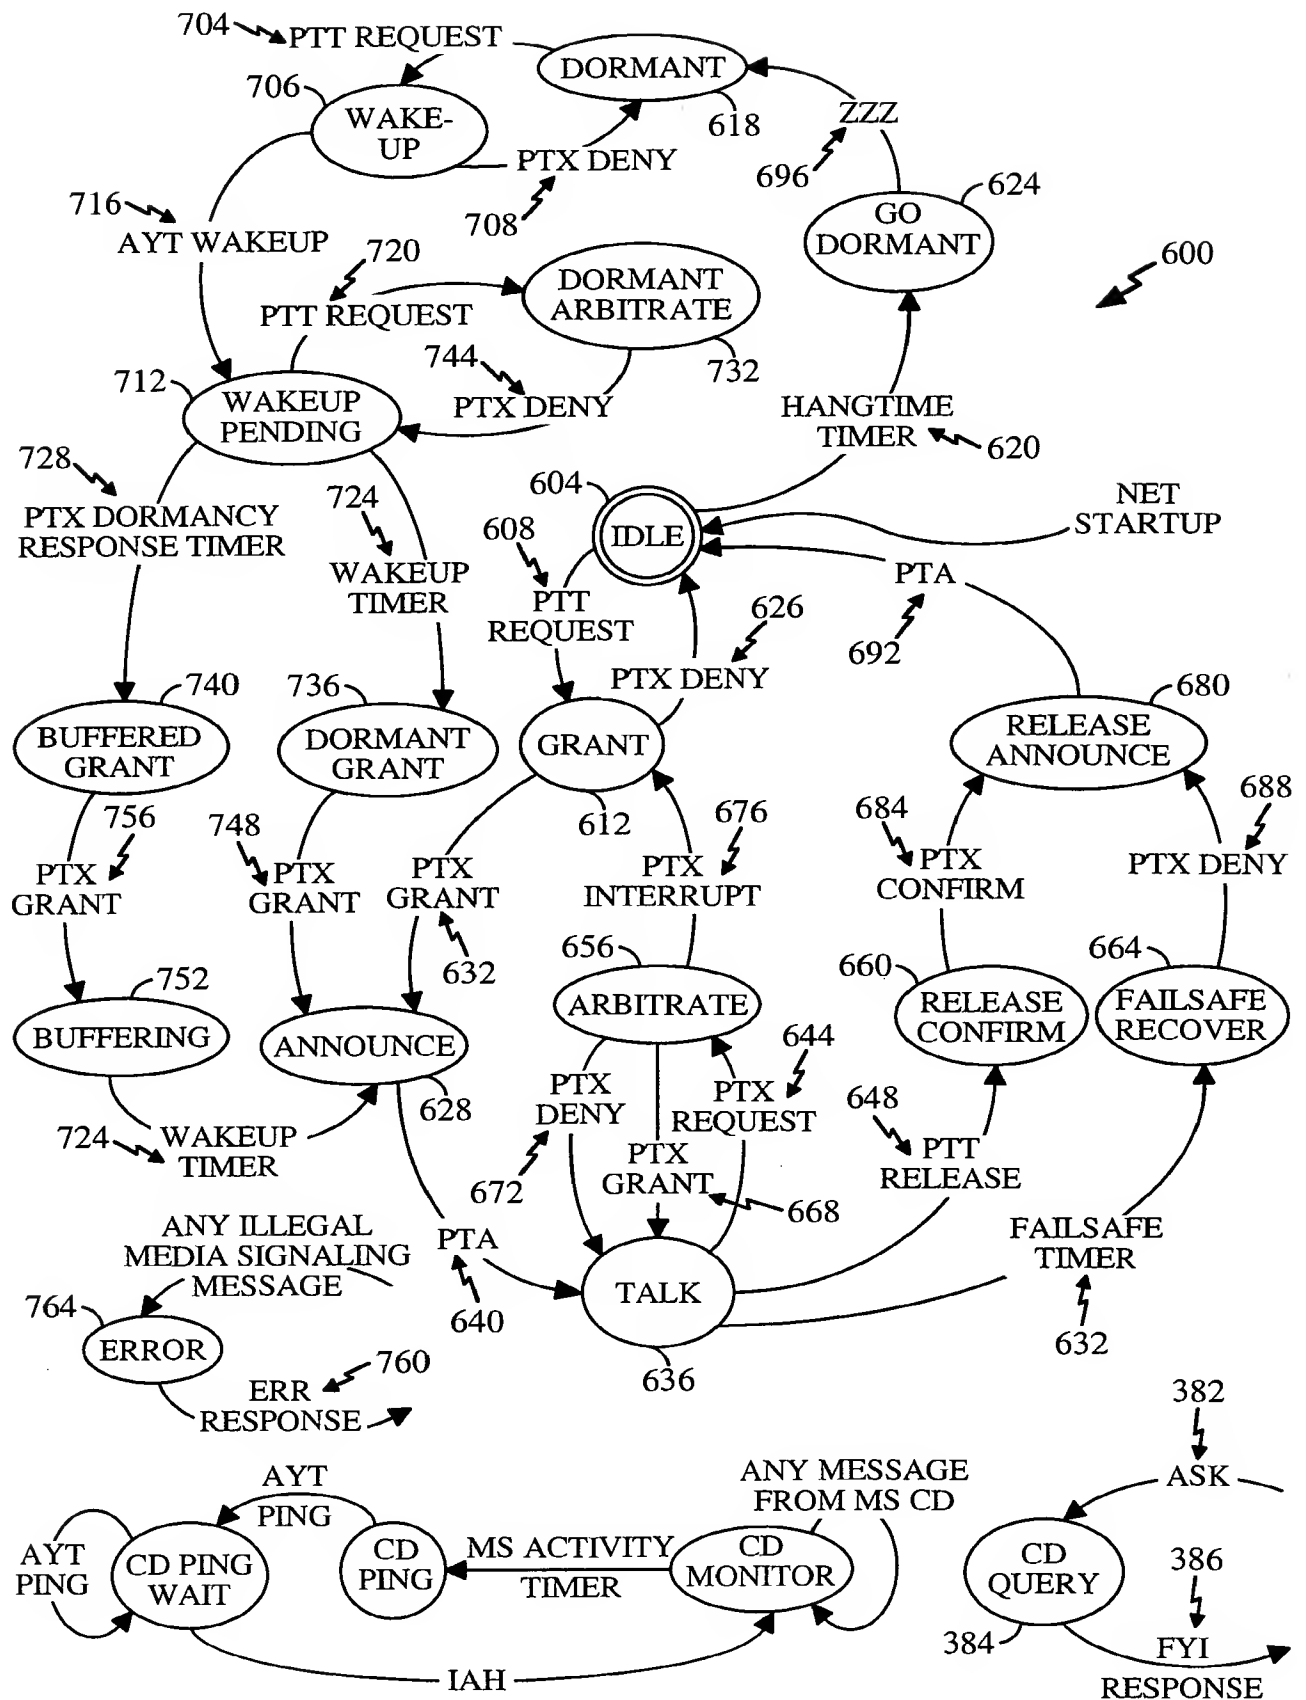 704
PTT REQUEST
DORMANT
618
706
WAKE-
UP
PTX DENY
708
ZZZ
696
GO
DORMANT
624
600
716
AYT WAKEUP
720
PTT REQUEST
DORMANT
ARBITRATE
732
744
PTX DENY
712
WAKEUP
PENDING
HANGTIME
TIMER
620
728
PTX DORMANCY
RESPONSE TIMER
724
WAKEUP
TIMER
604
IDLE
NET
STARTUP
608
PTT
REQUEST
626
PTX DENY
PTA
692
740
BUFFERED
GRANT
736
DORMANT
GRANT
GRANT
612
680
RELEASE
ANNOUNCE
756
PTX
GRANT
748
PTX
GRANT
PTX
GRANT
632
676
PTX
INTERRUPT
684
PTX
CONFIRM
688
PTX DENY
752
BUFFERING
ANNOUNCE
628
656
ARBITRATE
660
RELEASE
CONFIRM
664
FAILSAFE
RECOVER
724
WAKEUP
TIMER
PTX
DENY
672
PTX
GRANT
668
PTX
REQUEST
644
648
PTT
RELEASE
FAILSAFE
TIMER
632
PTA
640
TALK
636
ANY ILLEGAL
MEDIA SIGNALING
MESSAGE
764
ERROR
760
ERR
RESPONSE
AYT
PING
AYT
PING
CD PING
WAIT
CD
PING
MS ACTIVITY
TIMER
CD
MONITOR
ANY MESSAGE
FROM MS CD
IAH
382
ASK
CD
QUERY
384
386
FYI
RESPONSE